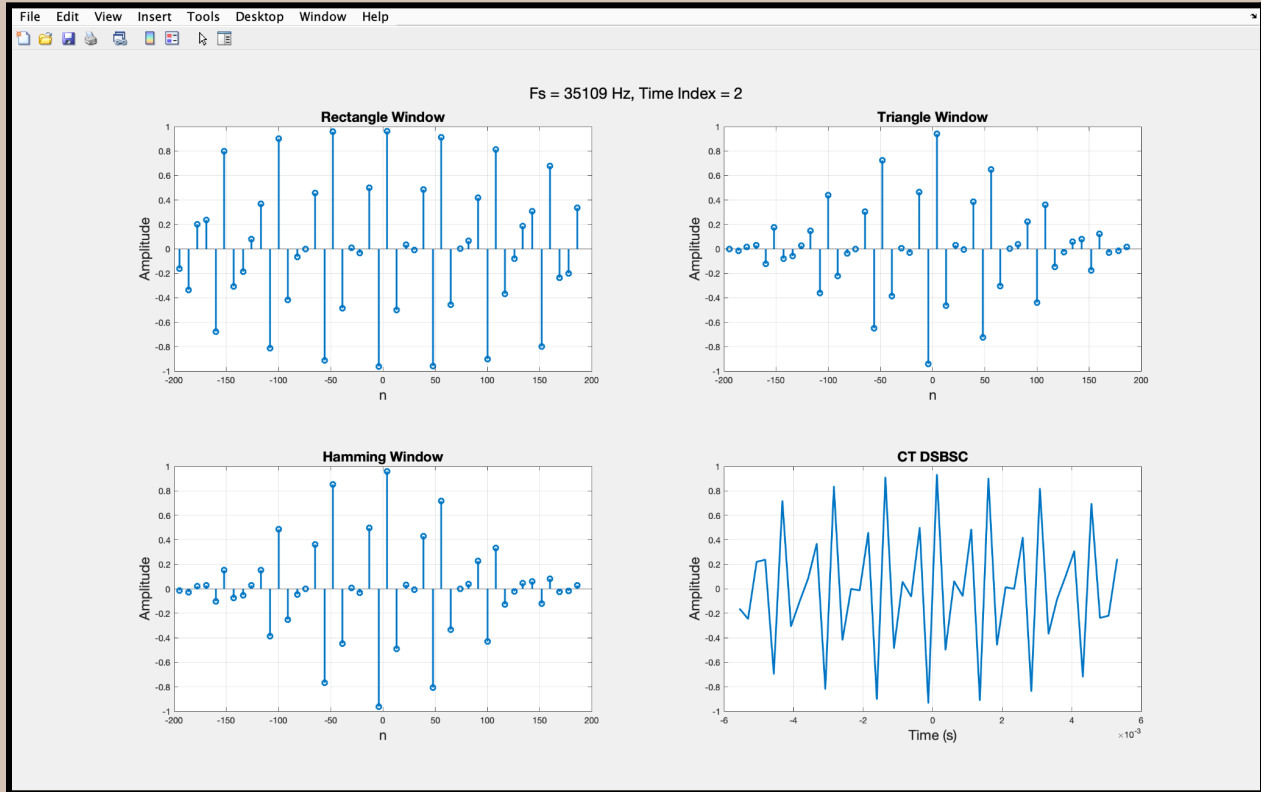 File Edit View Insert Tools Desktop Window Help
Fs = 35109 Hz, Time Index = 2
Rectangle Window
Amplitude
1
0.8
0.6
0.4
0.2
0
-0.2
-0.4
-0.6
-0.8
-1
-200 -150 -100 -50 0 50 100 150 200
n
Triangle Window
Amplitude
1
0.8
0.6
0.4
0.2
0
-0.2
-0.4
-0.6
-0.8
-1
-200 -150 -100 -50 0 50 100 150 200
n
Hamming Window
Amplitude
1
0.8
0.6
0.4
0.2
0
-0.2
-0.4
-0.6
-0.8
-1
-200 -150 -100 -50 0 50 100 150 200
n
CT DSBSC
Amplitude
1
0.8
0.6
0.4
0.2
0
-0.2
-0.4
-0.6
-0.8
-1
-6 -4 -2 0 2 4 6
Time (s)
×10⁻³